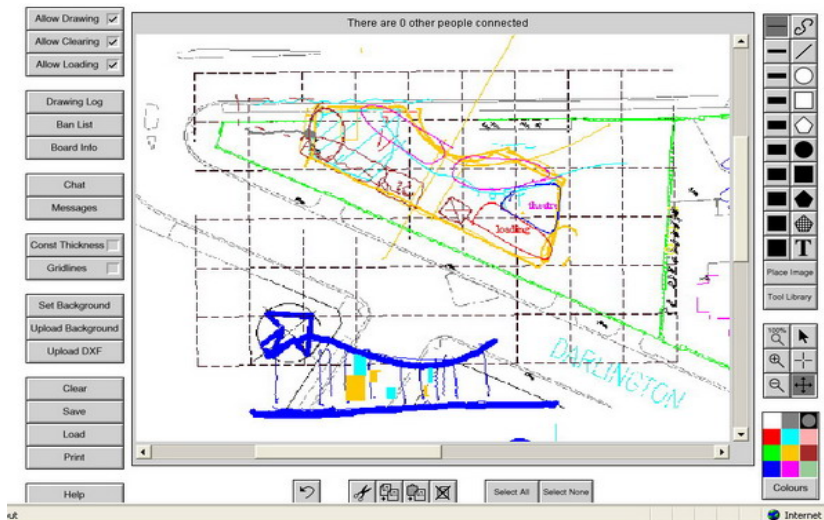 There are 0 other people connected
Allow Drawing
Allow Clearing
Allow Loading
Drawing Log
Ban List
Board Info
Chat
Messages
Const Thickness
Gridlines
Set Background
Upload Background
Upload DXF
Clear
Save
Load
Print
Help
theatre
loading
DARLINGTON
T
Place Image
Tool Library
100%
Colours
Select All
Select None
out
Internet